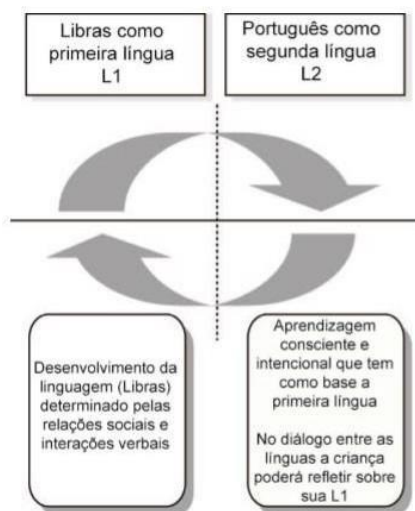 Libras como
primeira língua
L1
Português como
segunda língua
L2
Desenvolvimento da
linguagem (Libras)
determinado pelas
relações sociais e
interações verbais
Aprendizagem
consciente e
intencional que tem
como base a
primeira língua
No diálogo entre as
línguas a criança
poderá refletir sobre
sua L1